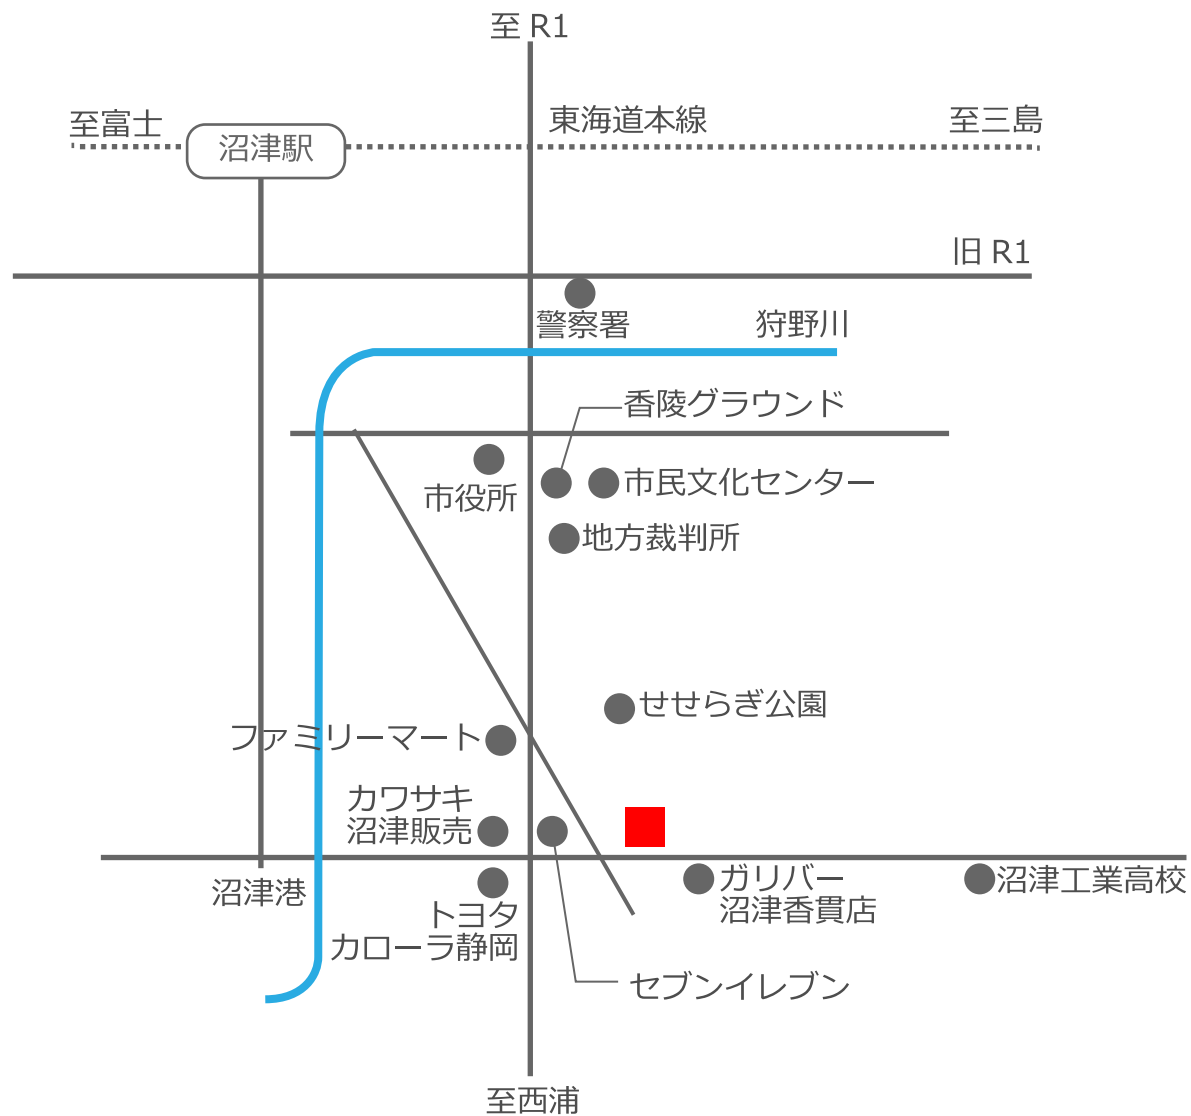 至 R1
至富士
沼津駅
東海道本線
至三島
旧 R1
警察署
狩野川
香陵グラウンド
市役所
市民文化センター
地方裁判所
せせらぎ公園
ファミリーマート
カワサキ
沼津販売
沼津港
トヨタ
カローラ静岡
ガリバー
沼津香貫店
沼津工業高校
セブンイレブン
至西浦